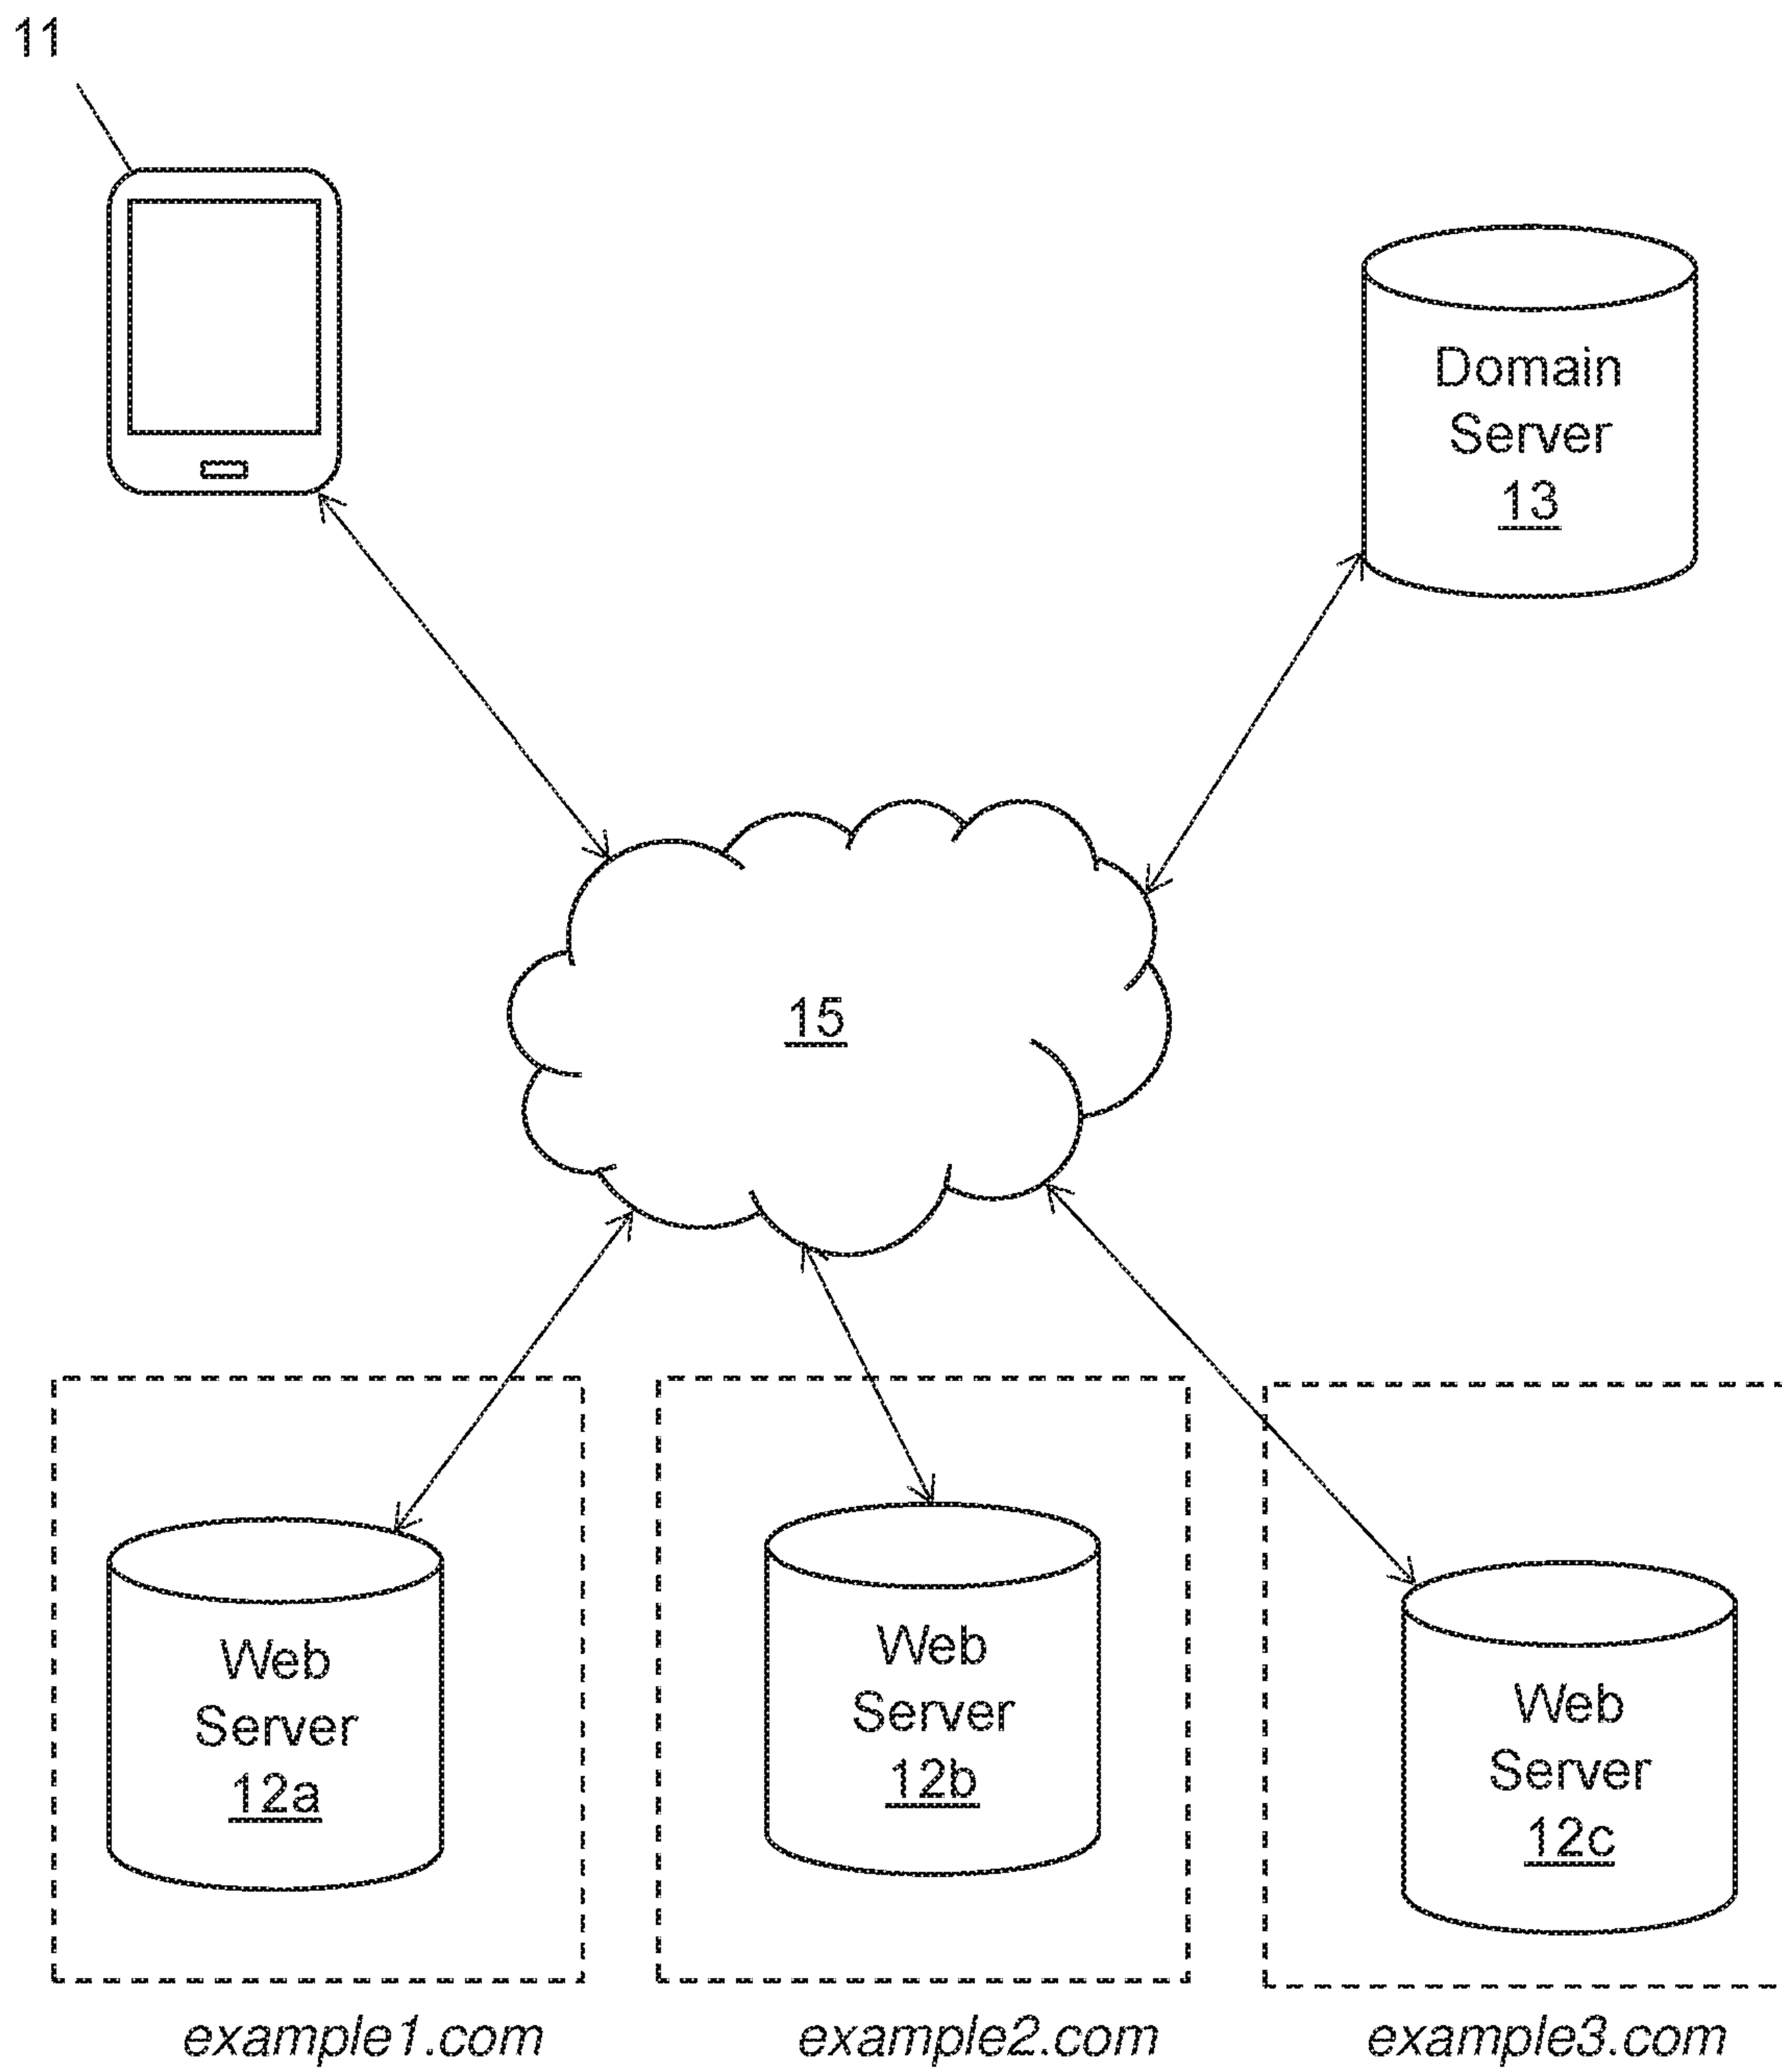 11
Domain
Server
13
15
Web
Server
12a
Web
Server
12b
Web
Server
12c
example1.com
example2.com
example3.com